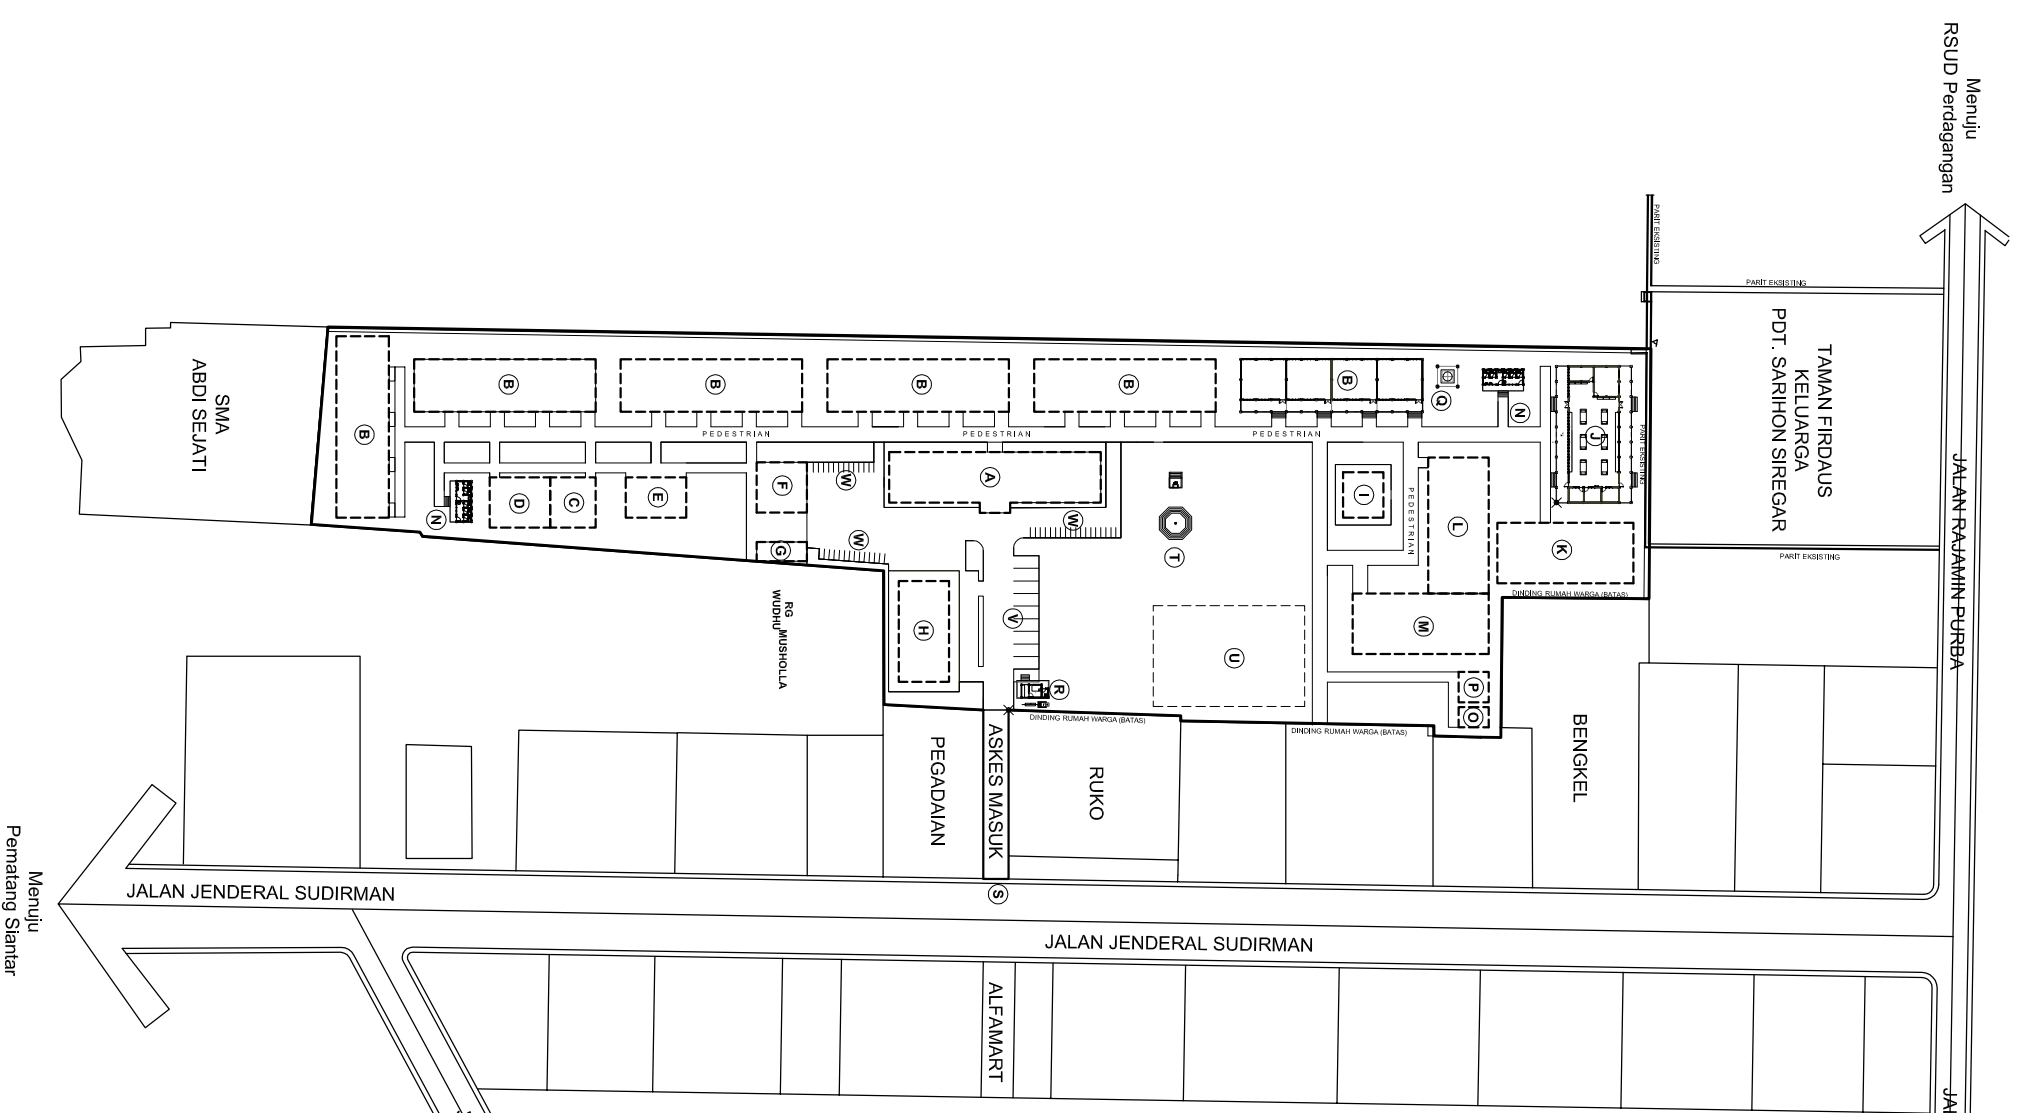 Menuju
RSUD Perdagangan
PARIT EKSISTING
PARIT EKSISTING
TAMAN FIRDAUS
KELUARGA
PDT. SARIHON SIREGAR
JALAN RAJAMIN PURBA
PARIT EKSISTING
PARIT EKSISTING
SMA
ABDI SEJATI
B
B
B
B
B
B
Q
N
J
PEDESTRIAN
PEDESTRIAN
PEDESTRIAN
PEDESTRIAN
N
D
C
E
F
G
W
W
W
A
I
L
K
T
H
V
U
M
P
O
R
DINDING RUMAH WARGA (BATAS)
DINDING RUMAH WARGA (BATAS)
DINDING RUMAH WARGA (BATAS)
RG
WUDHU
MUSHOLLA
PEGADAIAN
ASKES MASUK
RUKO
BENGKEL
S
Menuju
Pematang Siantar
JALAN JENDERAL SUDIRMAN
JALAN JENDERAL SUDIRMAN
ALFAMART